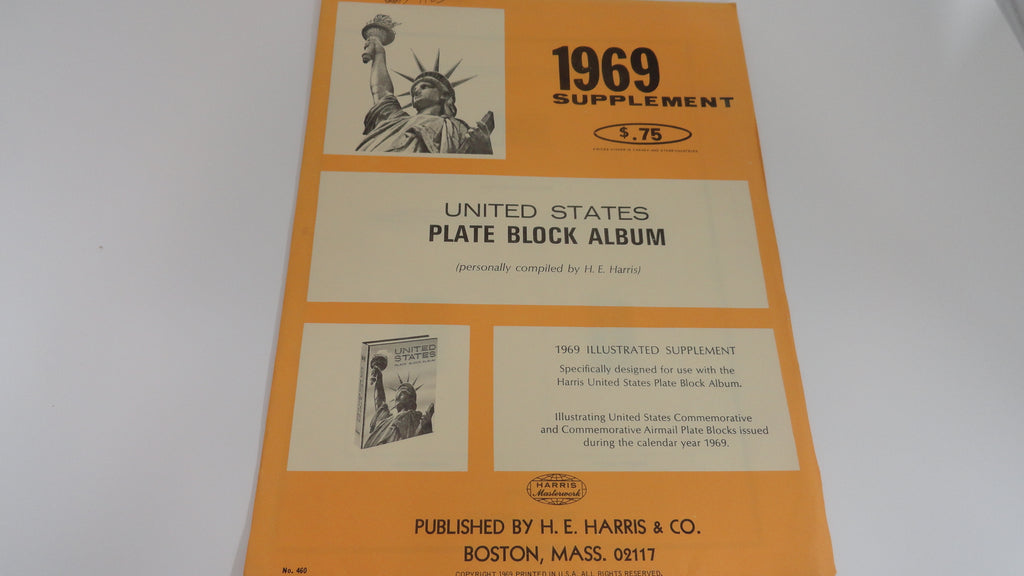 1969
SUPPLEMENT
$.75
UNITED STATES
PLATE BLOCK ALBUM
(personally compiled by H. E. Harris)
UNITED
STATES
PLATE BLOCK ALBUM
1969 ILLUSTRATED SUPPLEMENT
Specifically designed for use with the
Harris United States Plate Block Album.
Illustrating United States Commemorative
and Commemorative Airmail Plate Blocks issued
during the calendar year 1969.
HARRIS
Masterwork
PUBLISHED BY H. E. HARRIS & CO.
BOSTON, MASS. 02117
No. 460
COPYRIGHT 1969 PRINTED IN U.S.A. ALL RIGHTS RESERVED.